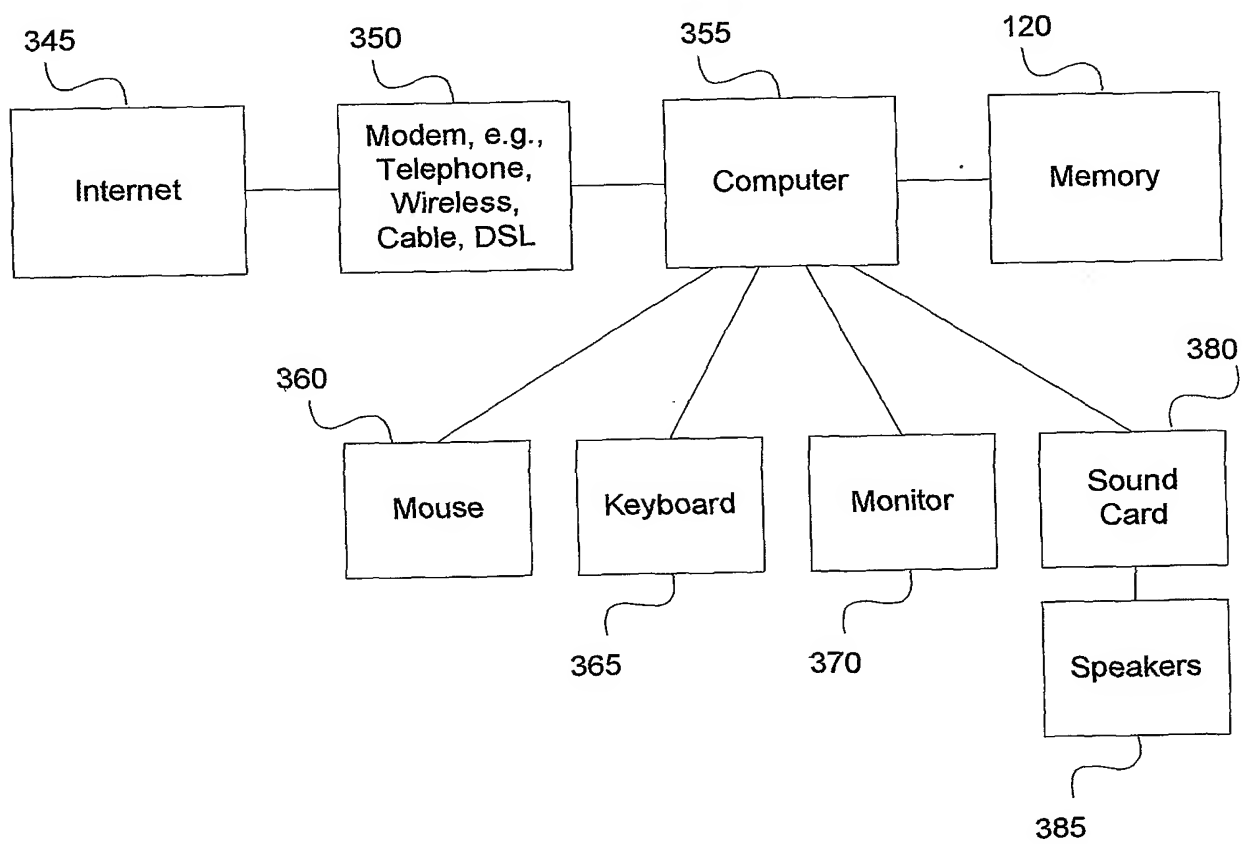 345
350
355
120
Internet
Modem, e.g.,
Telephone,
Wireless,
Cable, DSL
Computer
Memory
360
380
Mouse
Keyboard
Monitor
Sound
Card
365
370
Speakers
385